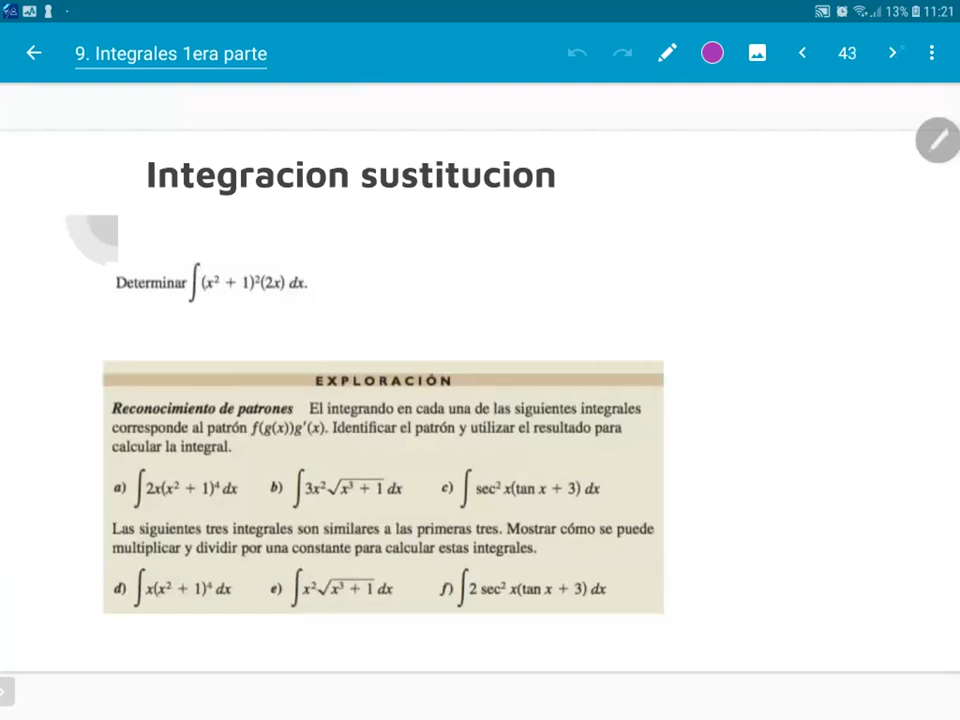 13% 11:21
9. Integrales 1era parte
43
Integracion sustitucion
Determinar ∫(x² + 1)²(2x) dx.
EXPLORACIÓN
Reconocimiento de patrones El integrando en cada una de las siguientes integrales
corresponde al patrón f(g(x))g'(x). Identificar el patrón y utilizar el resultado para
calcular la integral.
a) ∫2x(x² + 1)⁴ dx b) ∫3x²√(x³ + 1) dx c) ∫ sec² x(tan x + 3) dx
Las siguientes tres integrales son similares a las primeras tres. Mostrar cómo se puede
multiplicar y dividir por una constante para calcular estas integrales.
d) ∫x(x² + 1)⁴ dx e) ∫x²√(x³ + 1) dx f) ∫2 sec² x(tan x + 3) dx